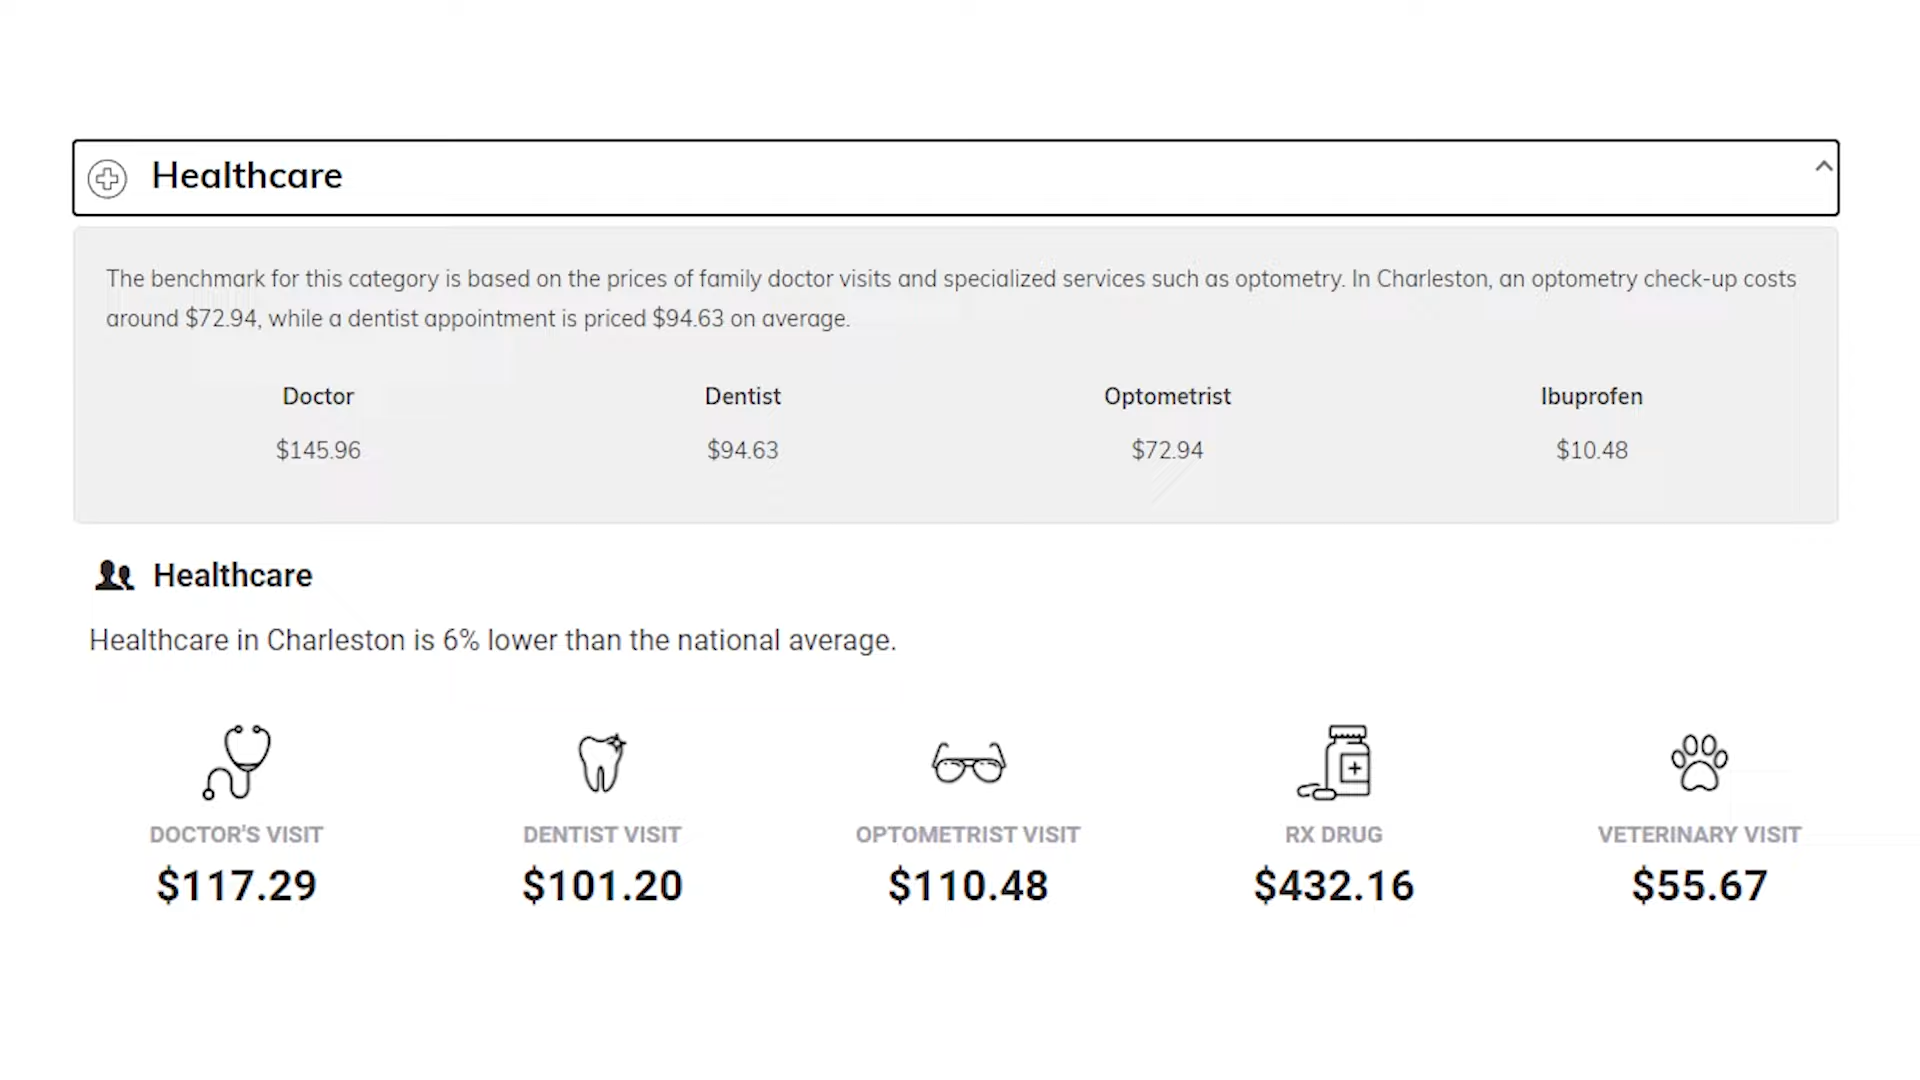 Healthcare
The benchmark for this category is based on the prices of family doctor visits and specialized services such as optometry. In Charleston, an optometry check-up costs
around $72.94, while a dentist appointment is priced $94.63 on average.
Doctor Dentist Optometrist Ibuprofen
$145.96 $94.63 $72.94 $10.48
Healthcare
Healthcare in Charleston is 6% lower than the national average.
DOCTOR'S VISIT DENTIST VISIT OPTOMETRIST VISIT RX DRUG VETERINARY VISIT
$117.29 $101.20 $110.48 $432.16 $55.67